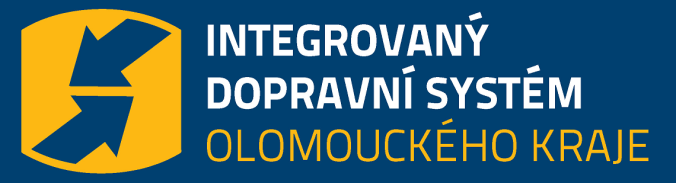 INTEGROVANÝ
DOPRAVNÍ SYSTÉM
OLOMOUCKÉHO KRAJE